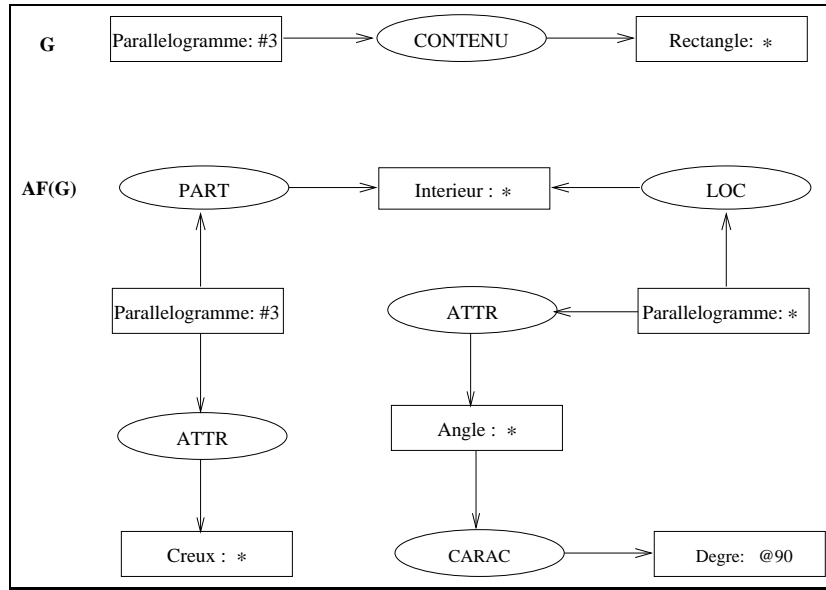 G
Parallelogramme: #3
CONTENU
Rectangle: *
AF(G)
PART
Interieur : *
LOC
Parallelogramme: #3
ATTR
Parallelogramme: *
ATTR
Angle : *
Creux : *
CARAC
Degre: @90